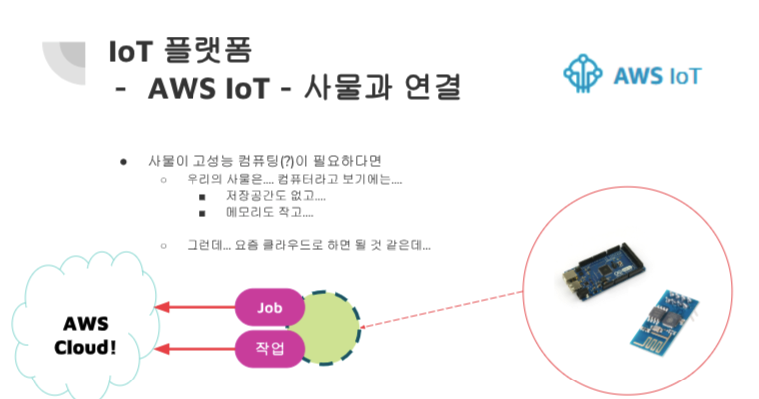 IoT 플랫폼
- AWS IoT - 사물과 연결
AWS IoT
● 사물이 고성능 컴퓨팅(?)이 필요하다면
○ 우리의 사물은.... 컴퓨터라고 보기에는....
■ 저장공간도 없고....
■ 메모리도 작고....
○ 그런데... 요즘 클라우드로 하면 될 것 같은데...
AWS
Cloud!
Job
작업